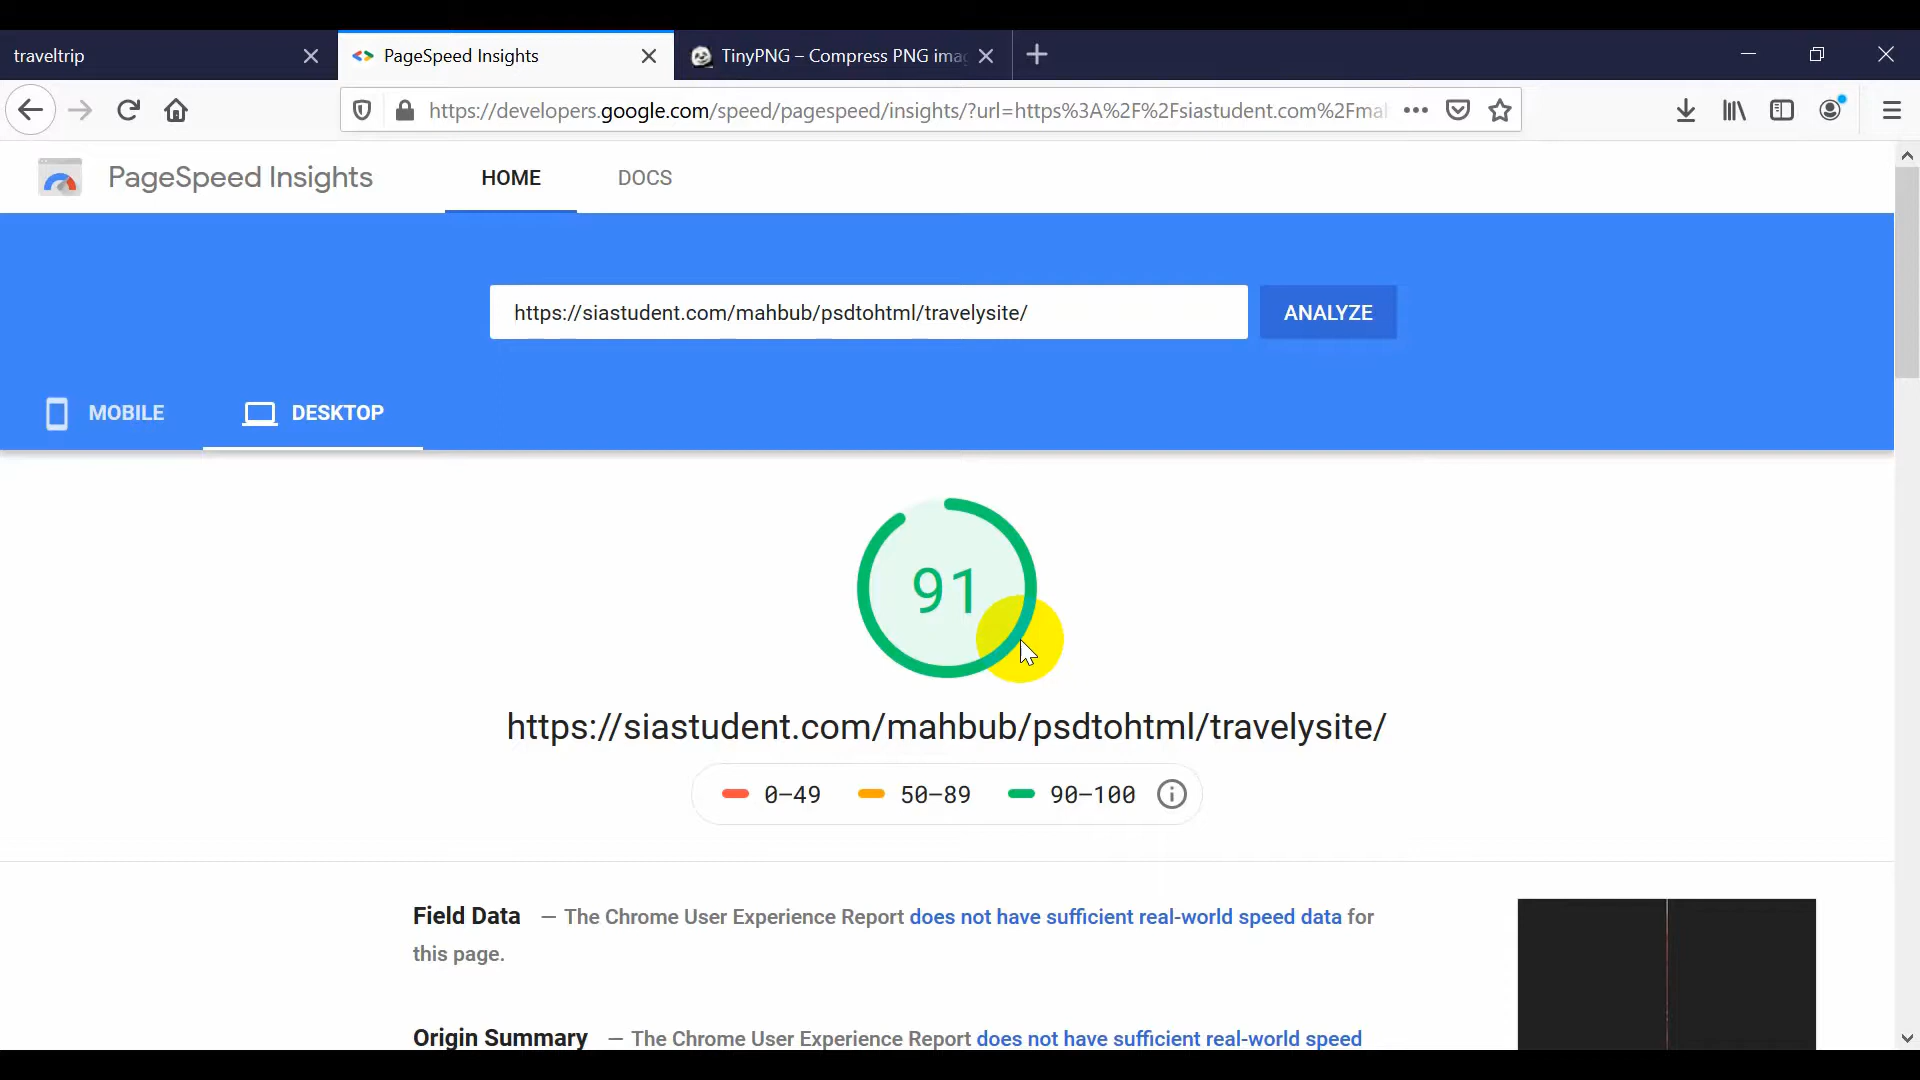 traveltrip
PageSpeed Insights
TinyPNG – Compress PNG ima
https://developers.google.com/speed/pagespeed/insights/?url=https%3A%2F%2Fsiastudent.com%2Fmal
PageSpeed Insights
HOME
DOCS
https://siastudent.com/mahbub/psdtohtml/travelysite/
ANALYZE
MOBILE
DESKTOP
91
https://siastudent.com/mahbub/psdtohtml/travelysite/
0–49
50–89
90–100
Field Data — The Chrome User Experience Report does not have sufficient real-world speed data for
this page.
Origin Summary — The Chrome User Experience Report does not have sufficient real-world speed